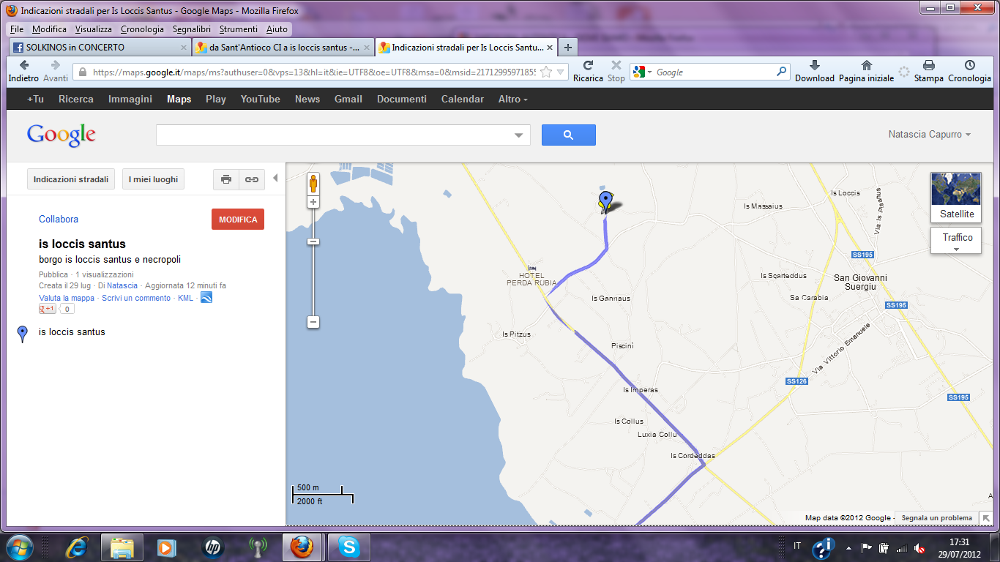 Indicazioni stradali per Is Loccis Santus - Google Maps - Mozilla Firefox
File Modifica Visualizza Cronologia Segnalibri Strumenti Aiuto
SOLKINOS in CONCERTO
da Sant'Antioco CI a is loccis santus -...
Indicazioni stradali per Is Loccis Santu...
Indietro Avanti
https://maps.google.it/maps/ms?authuser=0&vps=13&hl=it&ie=UTF8&oe=UTF8&msa=0&msid=21712995971855
Ricarica Stop
Google
Download Pagina iniziale Stampa Cronologia
+Tu Ricerca Immagini Maps Play YouTube News Gmail Documenti Calendar Altro
Google
Natascia Capurro
Indicazioni stradali
I miei luoghi
Collabora
MODIFICA
is loccis santus
borgo is loccis santus e necropoli
Pubblica · 1 visualizzazioni
Creata il 29 lug · Di Natascia · Aggiornata 12 minuti fa
Valuta la mappa · Scrivi un commento · KML ·
+1 0
is loccis santus
Is Loccis
Is Massaius
Via Is Pisanus
Satellite
Traffico
SS195
HOTEL
PERDA RUBIA
Is Scarteddus
San Giovanni
Suergiu
Is Gannaus
Sa Carabia
SS195
Is Pitzus
Piscinì
Via Vittorio Emanuele
SS126
Is Imperas
SS195
Is Collus
Luxia Collu
Is Cordeddas
500 m
2000 ft
A
Map data ©2012 Google -
Segnala un problema
hp
IT
17:31
29/07/2012